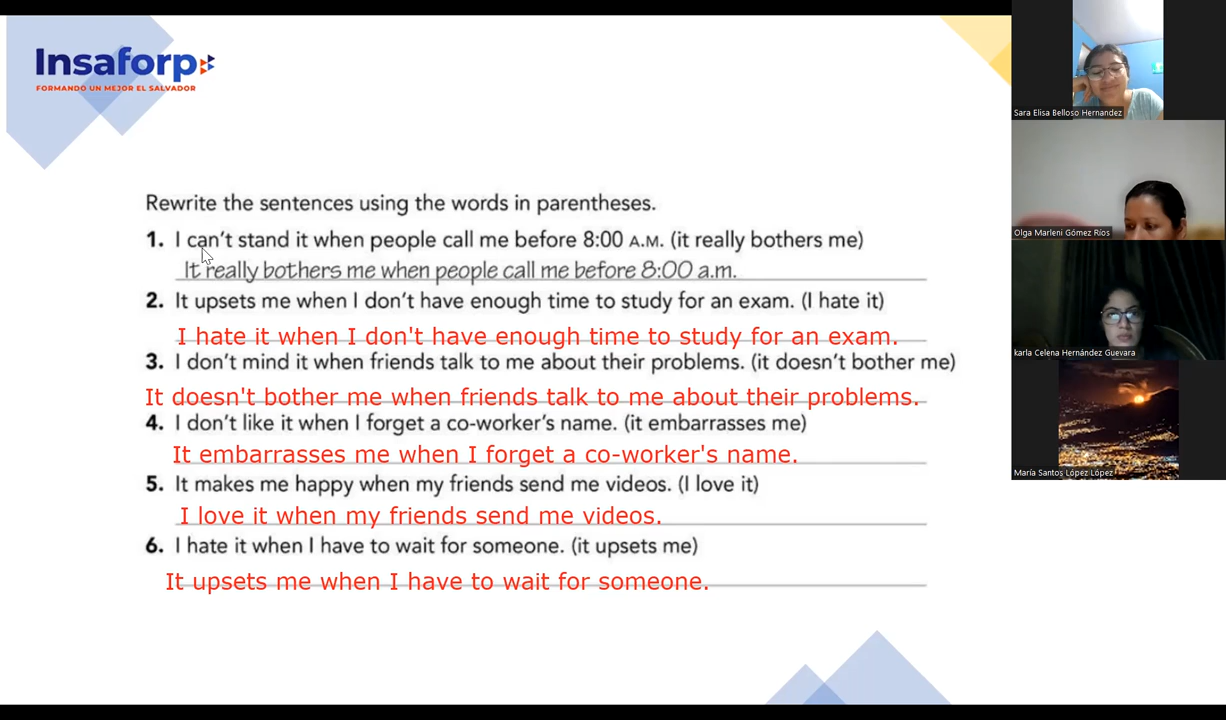 Insaforp
FORMANDO UN MEJOR EL SALVADOR
Rewrite the sentences using the words in parentheses.
1. I can't stand it when people call me before 8:00 A.M. (it really bothers me)
It really bothers me when people call me before 8:00 a.m.
2. It upsets me when I don't have enough time to study for an exam. (I hate it)
I hate it when I don't have enough time to study for an exam.
3. I don't mind it when friends talk to me about their problems. (it doesn't bother me)
It doesn't bother me when friends talk to me about their problems.
4. I don't like it when I forget a co-worker's name. (it embarrasses me)
It embarrasses me when I forget a co-worker's name.
5. It makes me happy when my friends send me videos. (I love it)
I love it when my friends send me videos.
6. I hate it when I have to wait for someone. (it upsets me)
It upsets me when I have to wait for someone.
Sara Elisa Belloso Hernandez
Olga Marleni Gómez Ríos
karla Celena Hernández Guevara
María Santos López López